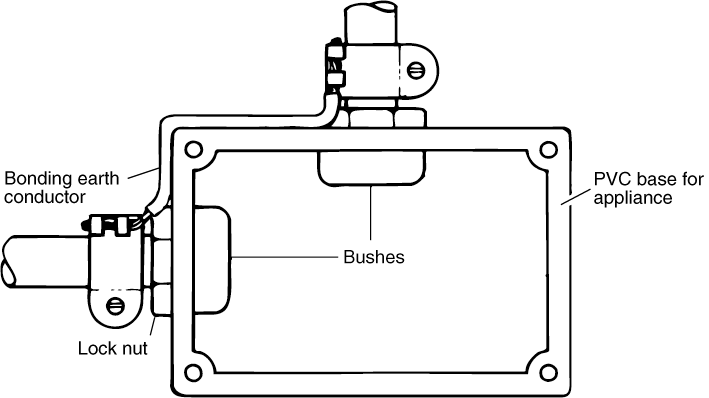 Bonding earth
conductor
PVC base for
appliance
Bushes
Lock nut